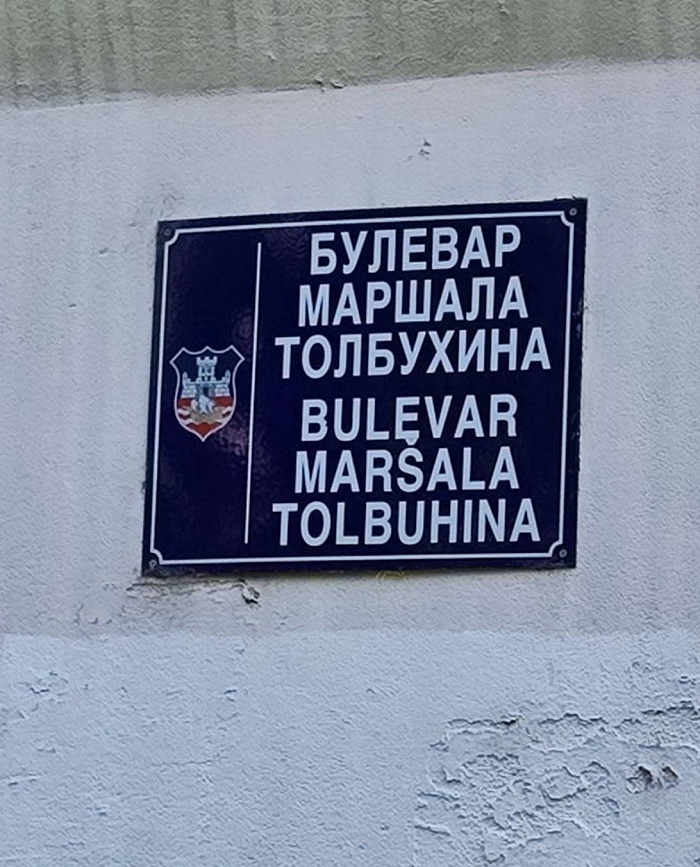 БУЛЕВАР
МАРШАЛА
ТОЛБУХИНА
BULEVAR
MARŠALA
TOLBUHINA